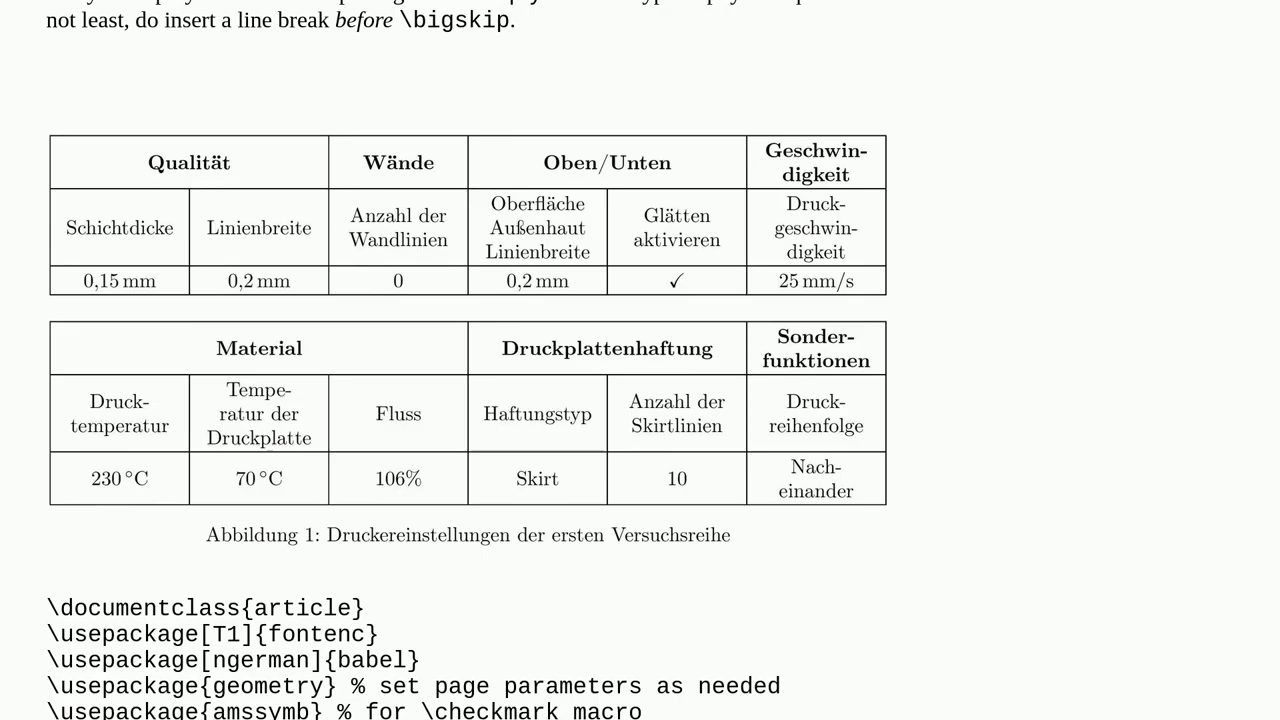 not least, do insert a line break before \bigskip.
Qualität Wände Oben/Unten Geschwin-
digkeit
Schichtdicke Linienbreite Anzahl der
Wandlinien Oberfläche
Außenhaut
Linienbreite Glätten
aktivieren Druck-
geschwin-
digkeit
0,15 mm 0,2 mm 0 0,2 mm ✓ 25 mm/s
Material Druckplattenhaftung Sonder-
funktionen
Druck-
temperatur Tempe-
ratur der
Druckplatte Fluss Haftungstyp Anzahl der
Skirtlinien Druck-
reihenfolge
230 °C 70 °C 106% Skirt 10 Nach-
einander
Abbildung 1: Druckereinstellungen der ersten Versuchsreihe
\documentclass{article}
\usepackage[T1]{fontenc}
\usepackage[ngerman]{babel}
\usepackage{geometry} % set page parameters as needed
\usepackage{amssymb} % for \checkmark macro